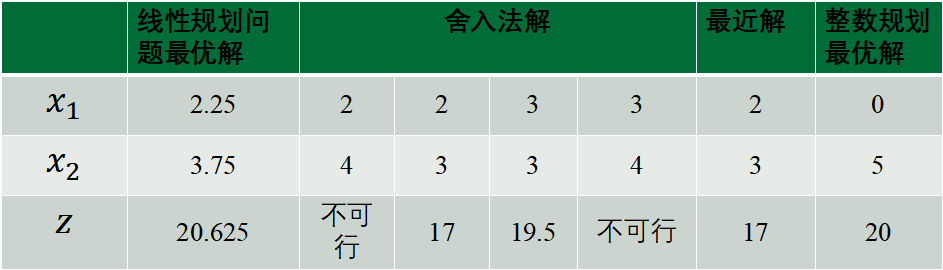 线性规划问题最优解 舍入法解 最近解 整数规划最优解
x₁ 2.25 2 2 3 3 2 0
x₂ 3.75 4 3 3 4 3 5
z 20.625 不可行 17 19.5 不可行 17 20